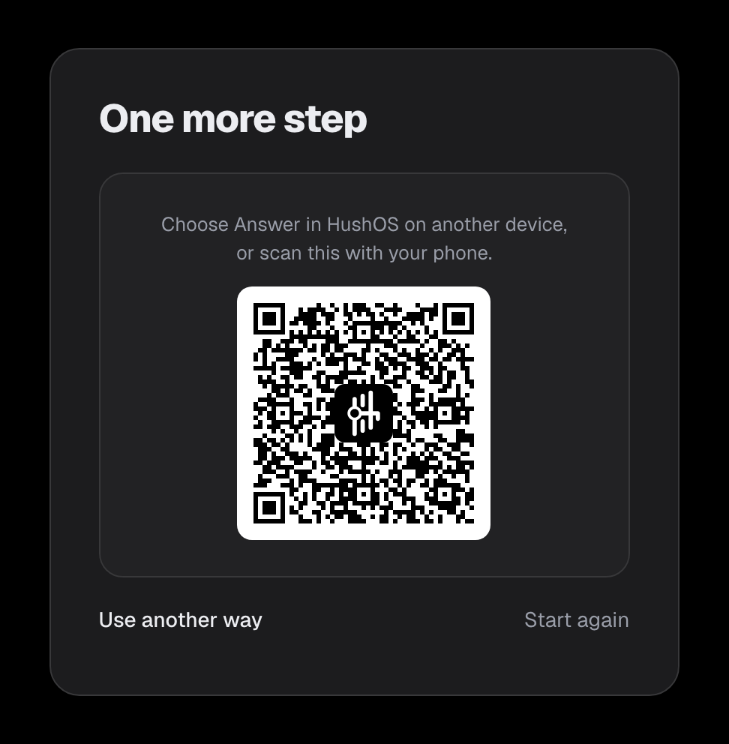 One more step
Choose Answer in HushOS on another device,
or scan this with your phone.
Use another way
Start again